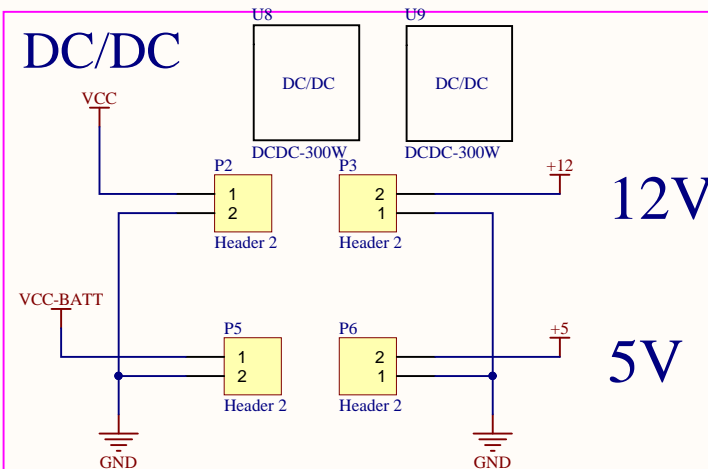 U8
U9
DC/DC
DC/DC
DC/DC
VCC
DCDC-300W
DCDC-300W
P2
P3
+12
1
2
2
1
12V
Header 2
Header 2
VCC-BATT
P5
P6
+5
1
2
2
1
5V
Header 2
Header 2
GND
GND